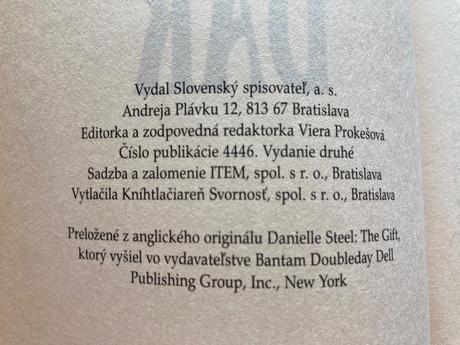 DAR
Vydal Slovenský spisovateľ, a. s.
Andreja Plávku 12, 813 67 Bratislava
Editorka a zodpovedná redaktorka Viera Prokešová
Číslo publikácie 4446. Vydanie druhé
Sadzba a zalomenie ITEM, spol. s r. o., Bratislava
Vytlačila Kníhtlačiareň Svornosť, spol. s r. o., Bratislava
Preložené z anglického originálu Danielle Steel: The Gift,
ktorý vyšiel vo vydavateľstve Bantam Doubleday Dell
Publishing Group, Inc., New York